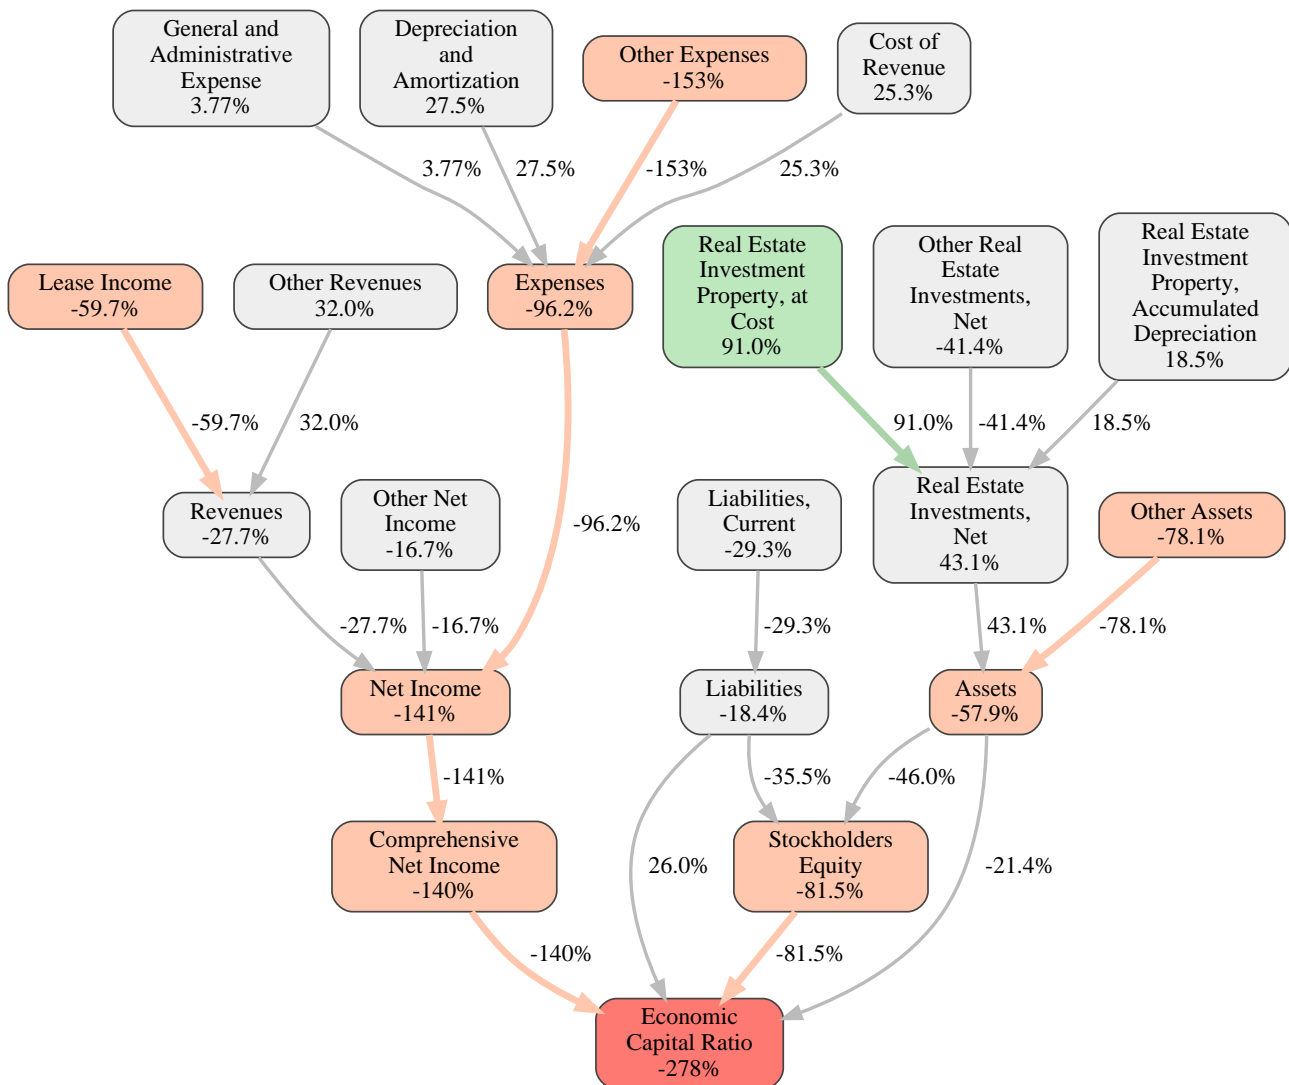 General and
Administrative
Expense
3.77%
Depreciation
and
Amortization
27.5%
Other Expenses
-153%
Cost of
Revenue
25.3%
3.77%
27.5%
-153%
25.3%
Lease Income
-59.7%
Other Revenues
32.0%
Expenses
-96.2%
Real Estate
Investment
Property, at
Cost
91.0%
Other Real
Estate
Investments,
Net
-41.4%
Real Estate
Investment
Property,
Accumulated
Depreciation
18.5%
-59.7%
32.0%
91.0%
-41.4%
18.5%
Revenues
-27.7%
Other Net
Income
-16.7%
-96.2%
Liabilities,
Current
-29.3%
Real Estate
Investments,
Net
43.1%
Other Assets
-78.1%
-27.7%
-16.7%
-29.3%
43.1%
-78.1%
Net Income
-141%
Liabilities
-18.4%
Assets
-57.9%
-141%
-35.5%
-46.0%
Comprehensive
Net Income
-140%
26.0%
Stockholders
Equity
-81.5%
-21.4%
-140%
-81.5%
Economic
Capital Ratio
-278%